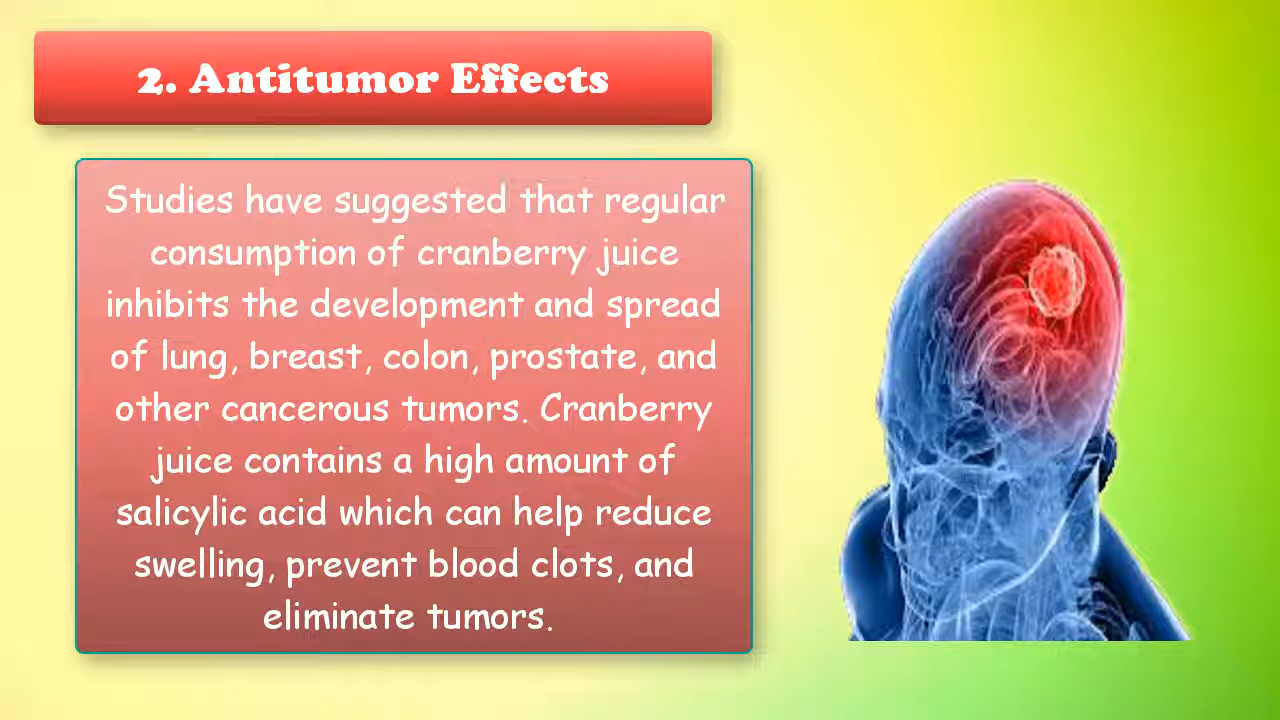 2. Antitumor Effects
Studies have suggested that regular
consumption of cranberry juice
inhibits the development and spread
of lung, breast, colon, prostate, and
other cancerous tumors. Cranberry
juice contains a high amount of
salicylic acid which can help reduce
swelling, prevent blood clots, and
eliminate tumors.